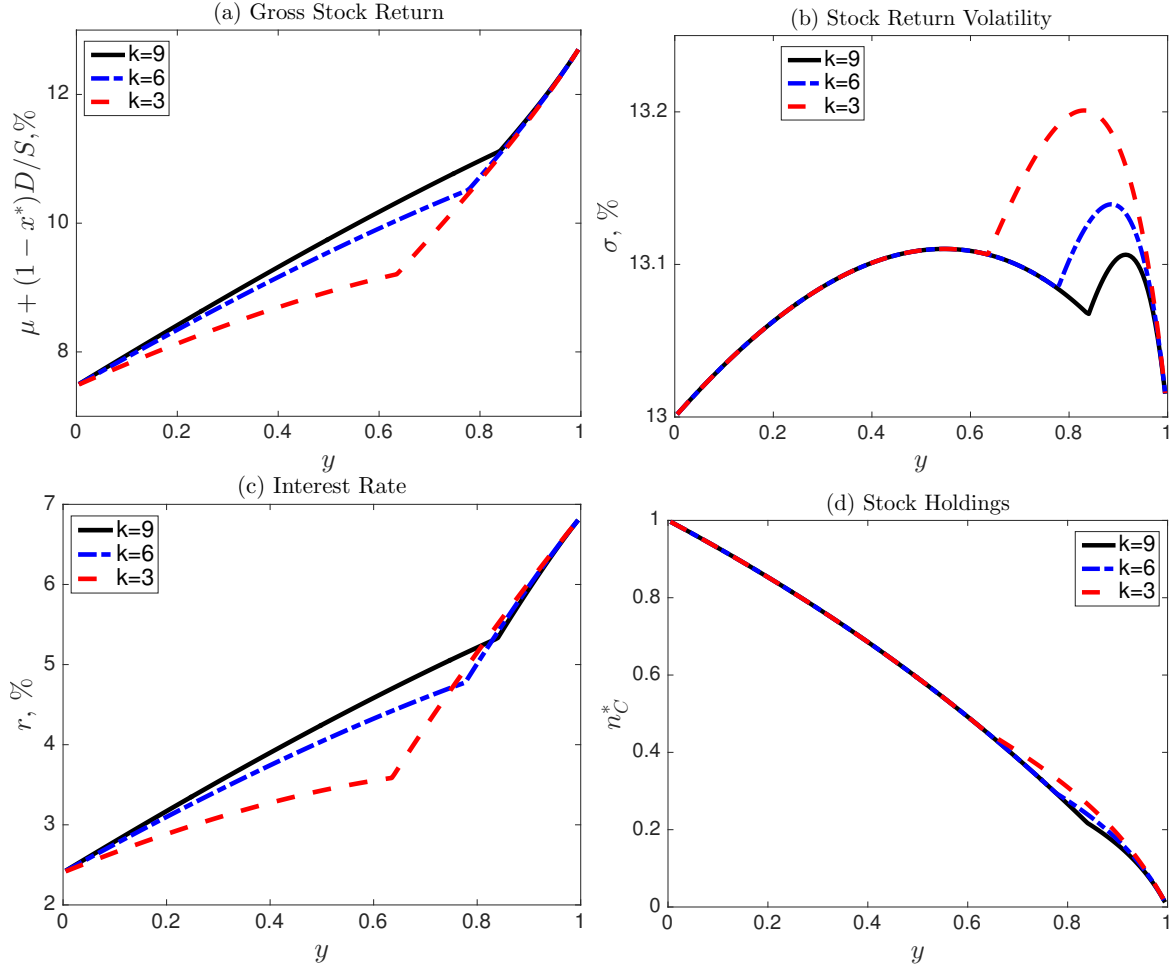 (a) Gross Stock Return
k=9
k=6
k=3
12
10
8
μ + (1 − x*)D/S,%
0 0.2 0.4 0.6 0.8 1
y
(b) Stock Return Volatility
k=9
k=6
k=3
13.2
13.1
13
σ, %
0 0.2 0.4 0.6 0.8 1
y
(c) Interest Rate
k=9
k=6
k=3
7
6
5
4
3
2
r, %
0 0.2 0.4 0.6 0.8 1
y
(d) Stock Holdings
k=9
k=6
k=3
1
0.8
0.6
0.4
0.2
0
n*_C
0 0.2 0.4 0.6 0.8 1
y